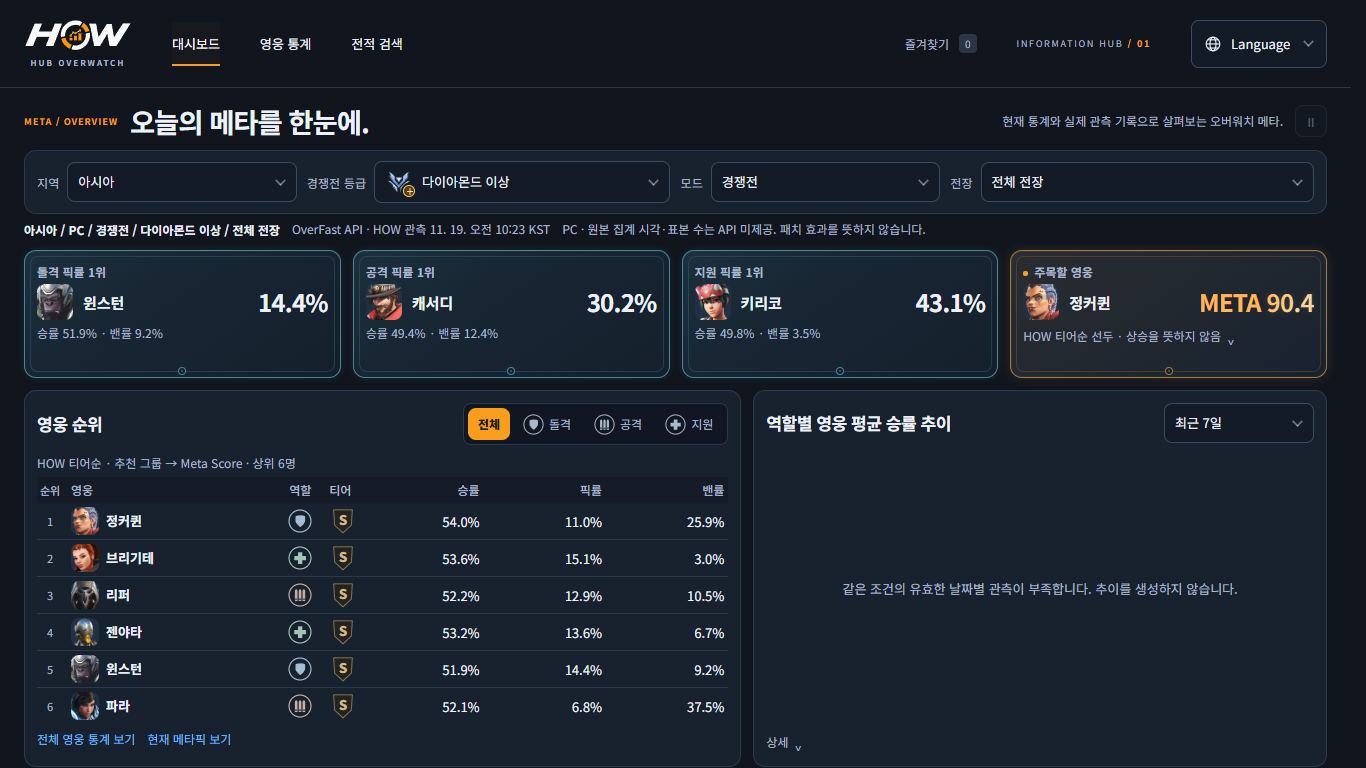 HOW
HUB OVERWATCH
대시보드
영웅 통계
전적 검색
즐겨찾기 0
INFORMATION HUB / 01
Language
META / OVERVIEW
오늘의 메타를 한눈에.
현재 통계와 실제 관측 기록으로 살펴보는 오버워치 메타.
지역 아시아
경쟁전 등급 다이아몬드 이상
모드 경쟁전
전장 전체 전장
아시아 / PC / 경쟁전 / 다이아몬드 이상 / 전체 전장 OverFast API · HOW 관측 11. 19. 오전 10:23 KST PC · 원본 집계 시각· 표본 수는 API 미제공. 패치 효과를 뜻하지 않습니다.
돌격 픽률 1위
윈스턴 14.4%
승률 51.9% · 밴률 9.2%
공격 픽률 1위
캐서디 30.2%
승률 49.4% · 밴률 12.4%
지원 픽률 1위
키리코 43.1%
승률 49.8% · 밴률 3.5%
주목할 영웅
정커퀸 META 90.4
HOW 티어순 선두 · 상승을 뜻하지 않음
영웅 순위
전체 돌격 공격 지원
HOW 티어순 · 추천 그룹 → Meta Score · 상위 6명
순위 영웅 역할 티어 승률 픽률 밴률
1 정커퀸 S 54.0% 11.0% 25.9%
2 브리기테 S 53.6% 15.1% 3.0%
3 리퍼 S 52.2% 12.9% 10.5%
4 젠야타 S 53.2% 13.6% 6.7%
5 윈스턴 S 51.9% 14.4% 9.2%
6 파라 S 52.1% 6.8% 37.5%
전체 영웅 통계 보기 현재 메타픽 보기
역할별 영웅 평균 승률 추이
최근 7일
같은 조건의 유효한 날짜별 관측이 부족합니다. 추이를 생성하지 않습니다.
상세